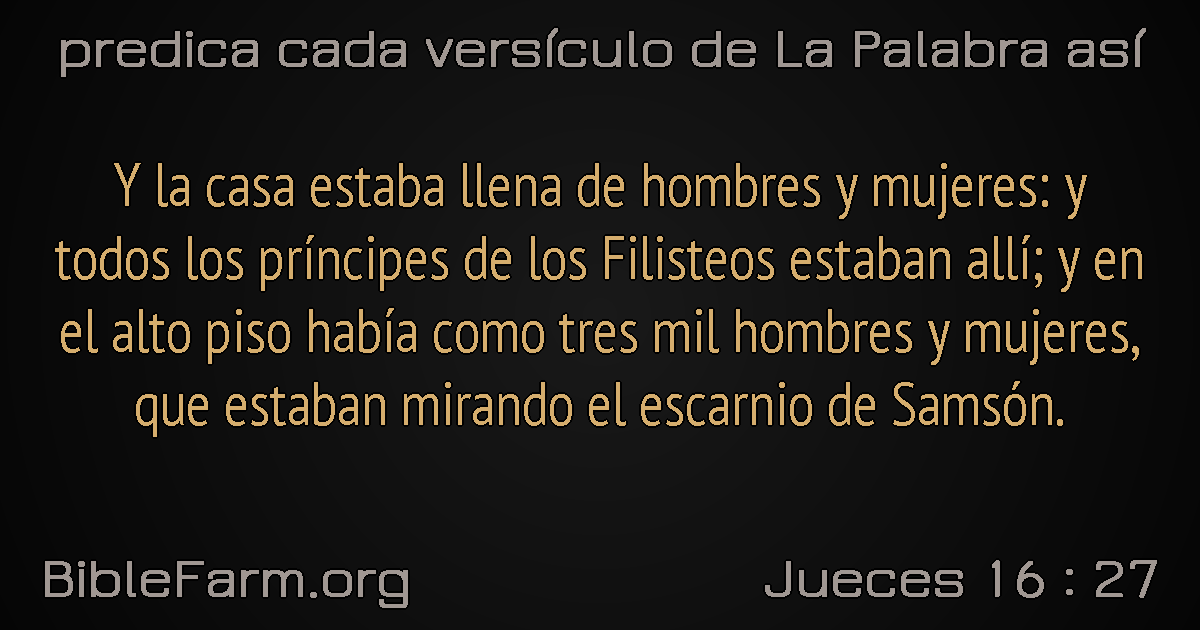 predica cada versículo de La Palabra así
Y la casa estaba llena de hombres y mujeres: y
todos los príncipes de los Filisteos estaban allí; y en
el alto piso había como tres mil hombres y mujeres,
que estaban mirando el escarnio de Samsón.
BibleFarm.org
Jueces 16 : 27